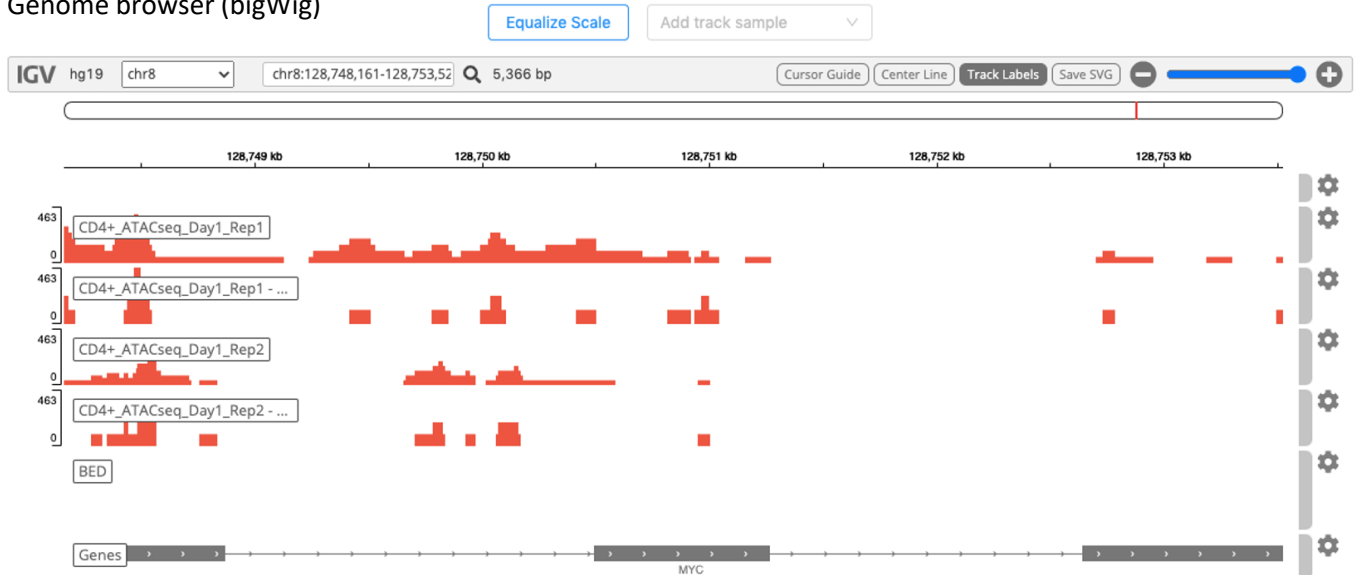 Genome browser (bigWig)
Equalize Scale
Add track sample
IGV hg19 chr8 chr8:128,748,161-128,753,52 5,366 bp Cursor Guide Center Line Track Labels Save SVG
128,749 kb 128,750 kb 128,751 kb 128,752 kb 128,753 kb
463
CD4+_ATACseq_Day1_Rep1
0
463
CD4+_ATACseq_Day1_Rep1 - ...
0
463
CD4+_ATACseq_Day1_Rep2
0
463
CD4+_ATACseq_Day1_Rep2 - ...
0
BED
Genes
MYC